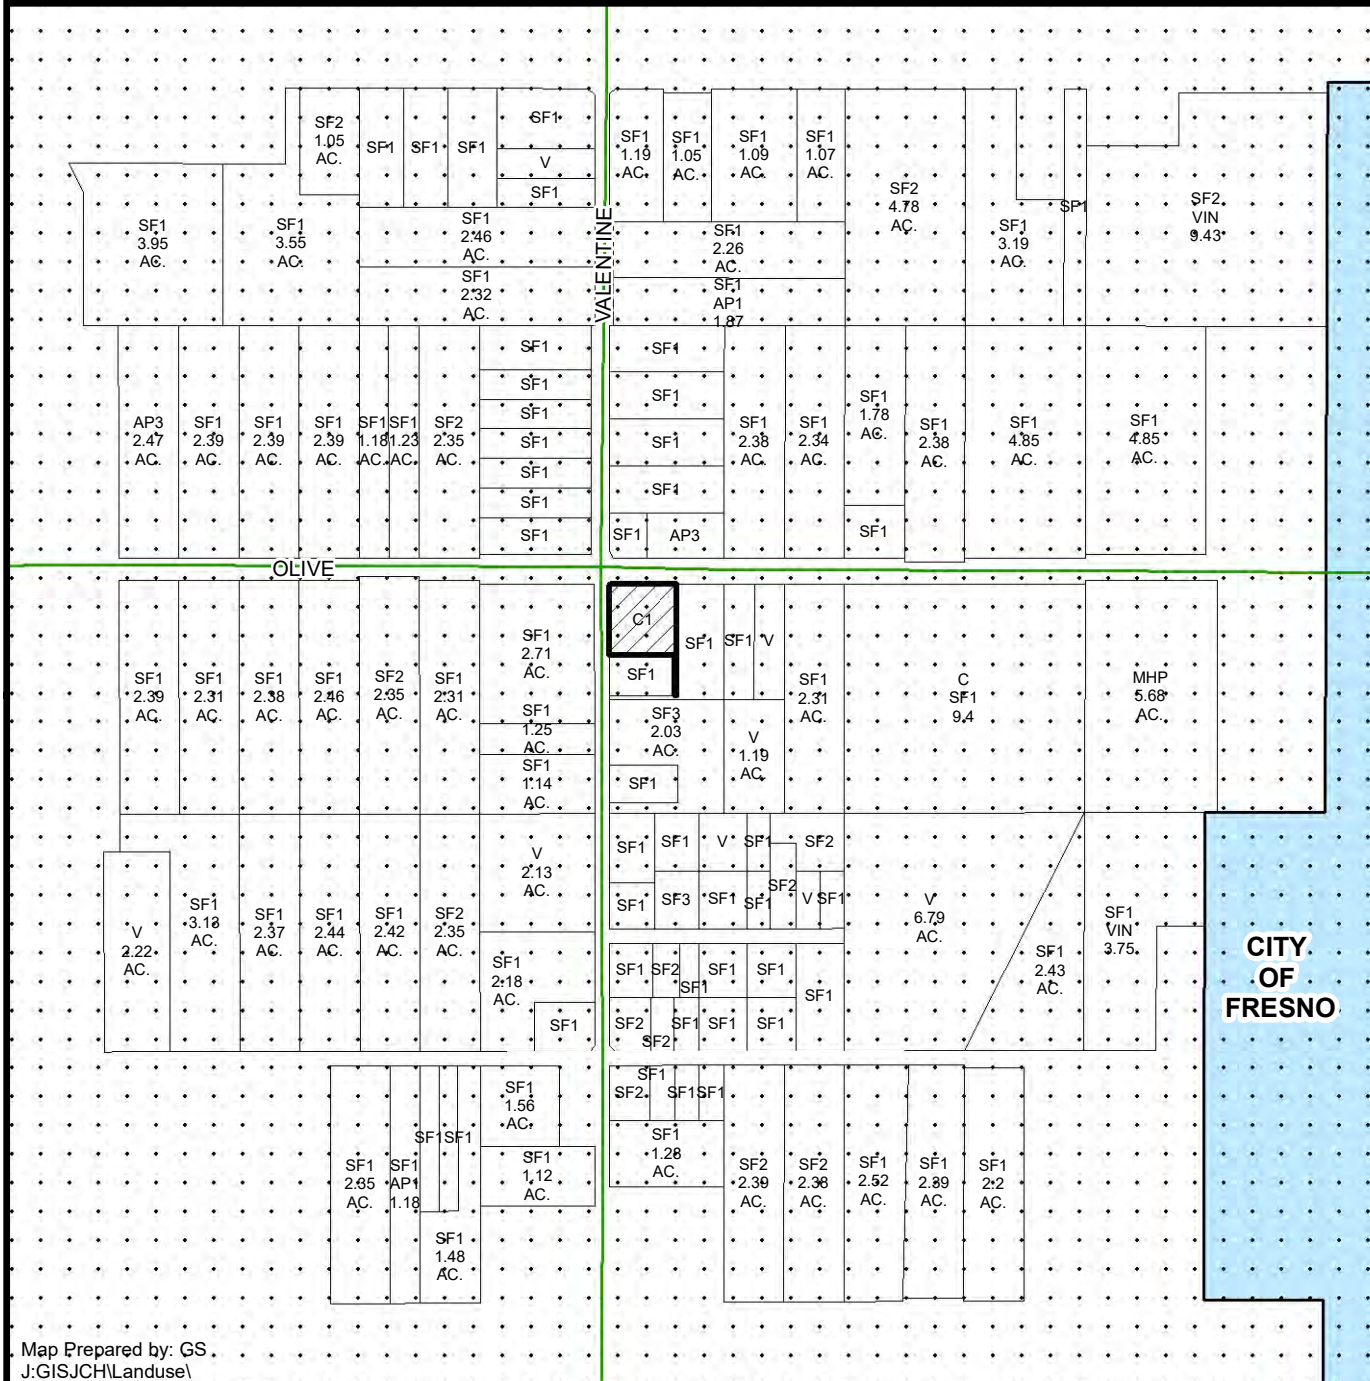 SF2
1.05
AC.
SF1
SF1
SF1
SF1
V
SF1
SF1
1.19
AC.
SF1
1.05
AC.
SF1
1.09
AC.
SF1
1.07
AC.
SF2
4.78
AC.
SF1
3.19
AC.
SF1
SF2
VIN
9.43
SF1
3.95
AC.
SF1
3.55
AC.
SF1
2.46
AC.
SF1
2.32
AC.
VALENTINE
SF1
2.26
AC.
SF1
AP1
1.87
AP3
2.47
AC.
SF1
2.39
AC.
SF1
2.39
AC.
SF1
2.39
AC.
SF1
1.18
AC.
SF1
1.23
AC.
SF2
2.35
AC.
SF1
SF1
SF1
SF1
SF1
SF1
SF1
SF1
SF1
SF1
SF1
SF1
AP3
SF1
2.38
AC.
SF1
2.34
AC.
SF1
1.78
AC.
SF1
SF1
2.38
AC.
SF1
4.85
AC.
SF1
4.85
AC.
OLIVE
SF1
2.39
AC.
SF1
2.31
AC.
SF1
2.38
AC.
SF1
2.46
AC.
SF2
2.35
AC.
SF1
2.31
AC.
SF1
2.71
AC.
SF1
1.25
AC.
SF1
1.14
AC.
C1
SF1
SF1
SF1
V
SF3
2.03
AC.
SF1
V
1.19
AC.
SF1
2.31
AC.
C
SF1
9.4
MHP
5.68
AC.
V
2.22
AC.
SF1
3.13
AC.
SF1
2.37
AC.
SF1
2.44
AC.
SF1
2.42
AC.
SF2
2.35
AC.
V
2.13
AC.
SF1
2.18
AC.
SF1
SF1
SF1
V
SF1
SF2
SF1
SF3
SF1
SF1
SF2
V
SF1
SF1
SF2
SF1
SF1
SF1
SF1
SF2
SF2
SF1
SF1
SF1
V
6.79
AC.
SF1
2.43
AC.
SF1
VIN
3.75
CITY
OF
FRESNO
SF1
2.35
AC.
SF1
AP1
1.18
SF1
SF1
SF1
1.48
AC.
SF1
1.56
AC.
SF1
1.12
AC.
SF2
SF1
SF1
SF1
SF1
1.28
AC.
SF2
2.39
AC.
SF2
2.38
AC.
SF1
2.52
AC.
SF1
2.39
AC.
SF1
2.2
AC.
Map Prepared by: GS
J:GISJCH\Landuse\